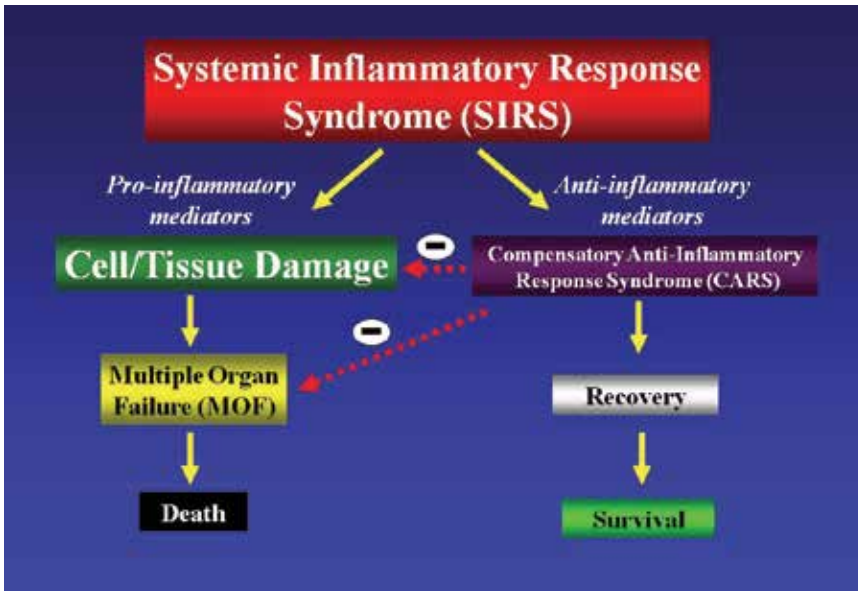 Systemic Inflammatory Response
Syndrome (SIRS)
Pro-inflammatory
mediators
Anti-inflammatory
mediators
Cell/Tissue Damage
Compensatory Anti-Inflammatory
Response Syndrome (CARS)
Multiple Organ
Failure (MOF)
Recovery
Death
Survival